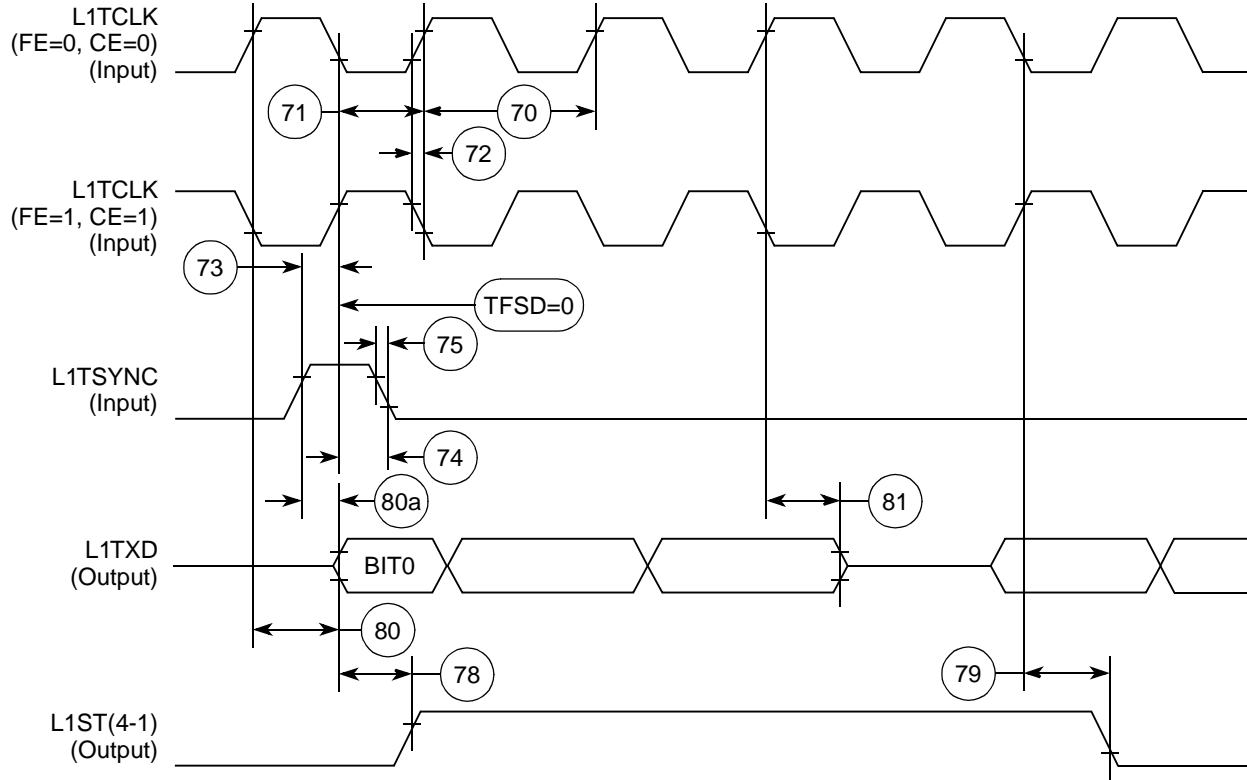 L1TCLK
(FE=0, CE=0)
(Input)
71
70
72
L1TCLK
(FE=1, CE=1)
(Input)
73
TFSD=0
75
L1TSYNC
(Input)
74
80a
81
L1TXD
(Output)
BIT0
80
78
79
L1ST(4-1)
(Output)